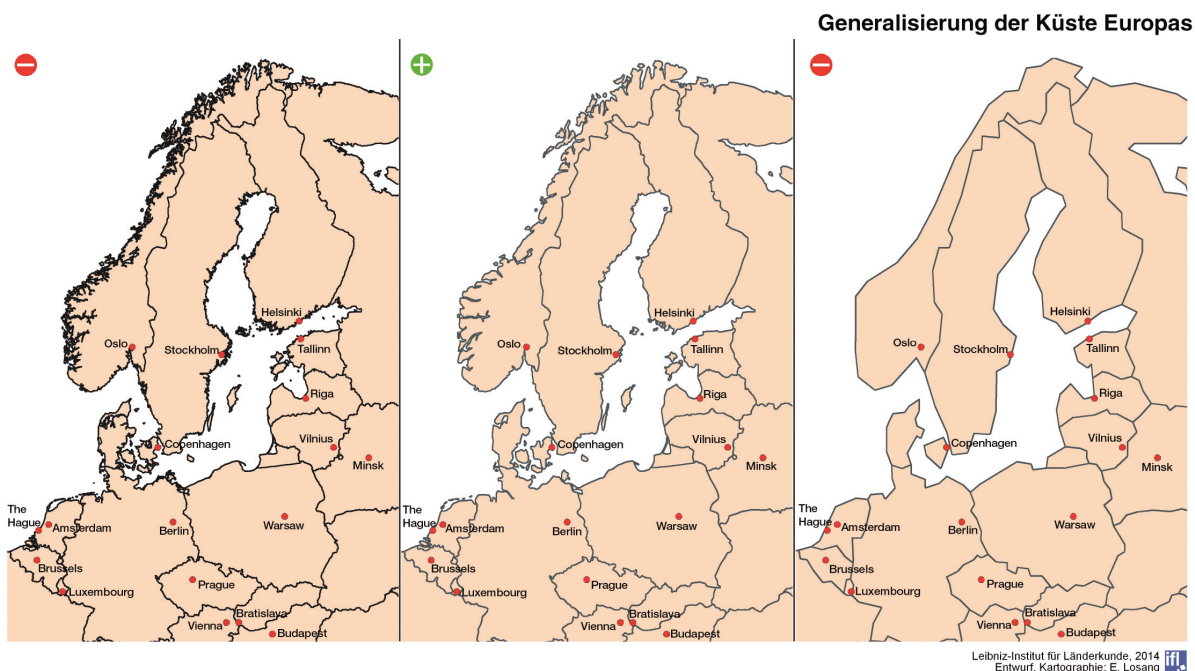 Generalisierung der Küste Europas
Helsinki
Oslo
Stockholm
Tallinn
Riga
Copenhagen
Vilnius
Minsk
The
Hague
Amsterdam
Berlin
Warsaw
Brussels
Prague
Luxembourg
Bratislava
Vienna
Budapest
Helsinki
Oslo
Stockholm
Tallinn
Riga
Copenhagen
Vilnius
Minsk
The
Hague
Amsterdam
Berlin
Warsaw
Brussels
Prague
Luxembourg
Bratislava
Vienna
Budapest
Helsinki
Oslo
Stockholm
Tallinn
Riga
Copenhagen
Vilnius
Minsk
The
Hague
Amsterdam
Berlin
Warsaw
Brussels
Prague
Luxembourg
Bratislava
Vienna
Budapest
Leibniz-Institut für Länderkunde, 2014
Entwurf, Kartographie: E. Losang
ifl